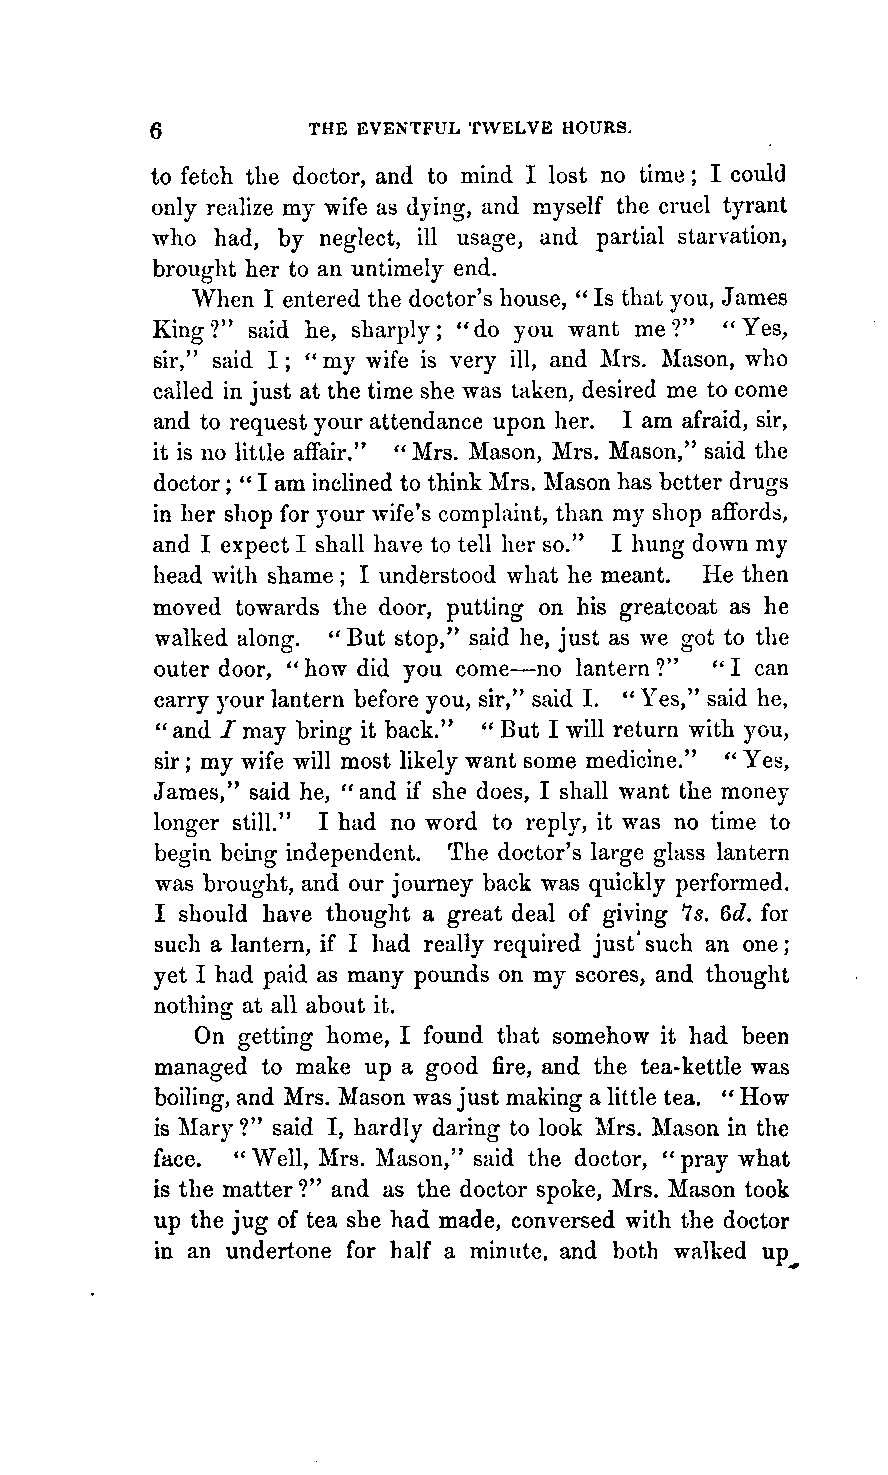 6 THE EVENTFUL TWELVE HOURS.
to fetch the doctor, and to mind I lost no time; I could
only realize my wife as dying, and myself the cruel tyrant
who had, by neglect, ill usage, and partial starvation,
brought her to an untimely end.
When I entered the doctor's house, "Is that you, James
King?" said he, sharply; "do you want me?" "Yes,
sir," said I; "my wife is very ill, and Mrs. Mason, who
called in just at the time she was taken, desired me to come
and to request your attendance upon her. I am afraid, sir,
it is no little affair." "Mrs. Mason, Mrs. Mason," said the
doctor; "I am inclined to think Mrs. Mason has better drugs
in her shop for your wife's complaint, than my shop affords,
and I expect I shall have to tell her so." I hung down my
head with shame; I understood what he meant. He then
moved towards the door, putting on his greatcoat as he
walked along. "But stop," said he, just as we got to the
outer door, "how did you come—no lantern?" "I can
carry your lantern before you, sir," said I. "Yes," said he,
"and I may bring it back." "But I will return with you,
sir; my wife will most likely want some medicine." "Yes,
James," said he, "and if she does, I shall want the money
longer still." I had no word to reply, it was no time to
begin being independent. The doctor's large glass lantern
was brought, and our journey back was quickly performed.
I should have thought a great deal of giving 7s. 6d. for
such a lantern, if I had really required just such an one;
yet I had paid as many pounds on my scores, and thought
nothing at all about it.
On getting home, I found that somehow it had been
managed to make up a good fire, and the tea-kettle was
boiling, and Mrs. Mason was just making a little tea. "How
is Mary?" said I, hardly daring to look Mrs. Mason in the
face. "Well, Mrs. Mason," said the doctor, "pray what
is the matter?" and as the doctor spoke, Mrs. Mason took
up the jug of tea she had made, conversed with the doctor
in an undertone for half a minute, and both walked up